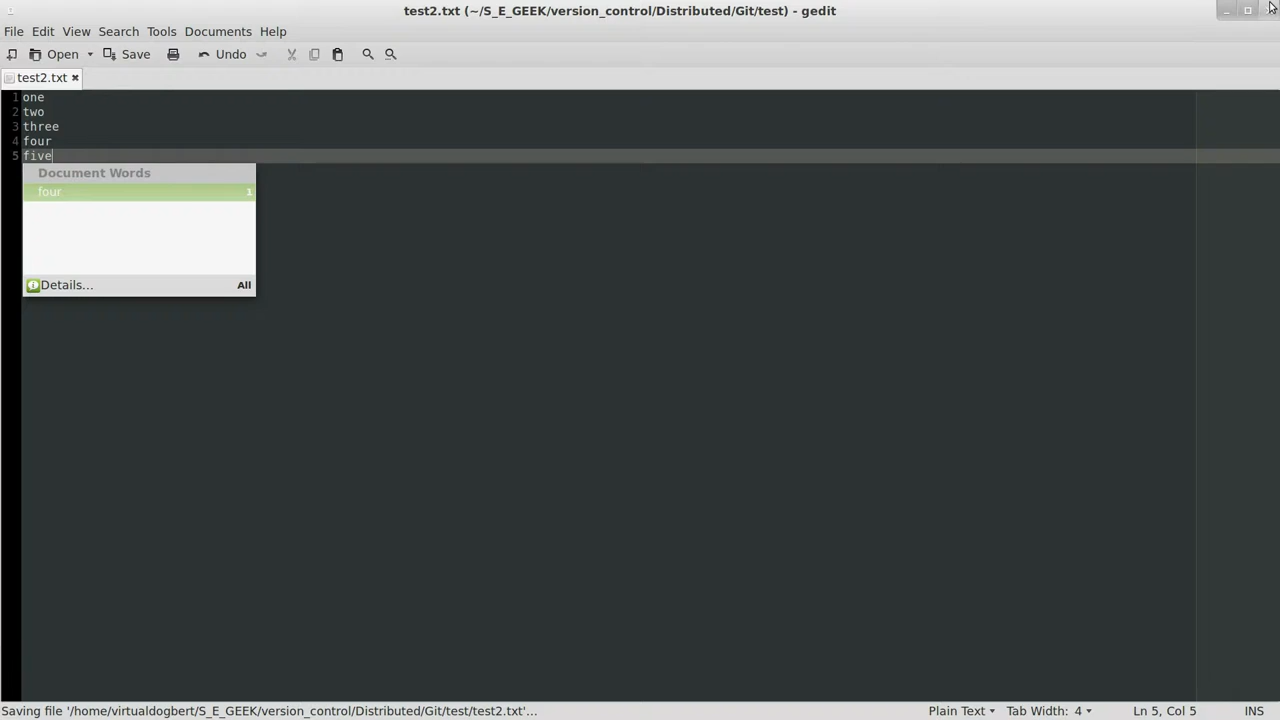 test2.txt (~/S_E_GEEK/version_control/Distributed/Git/test) - gedit
File Edit View Search Tools Documents Help
Open Save Undo
test2.txt
1 one
2 two
3 three
4 four
5 five
Document Words
four 1
Details... All
Saving file '/home/virtualdogbert/S_E_GEEK/version_control/Distributed/Git/test/test2.txt'... Plain Text Tab Width: 4 Ln 5, Col 5 INS